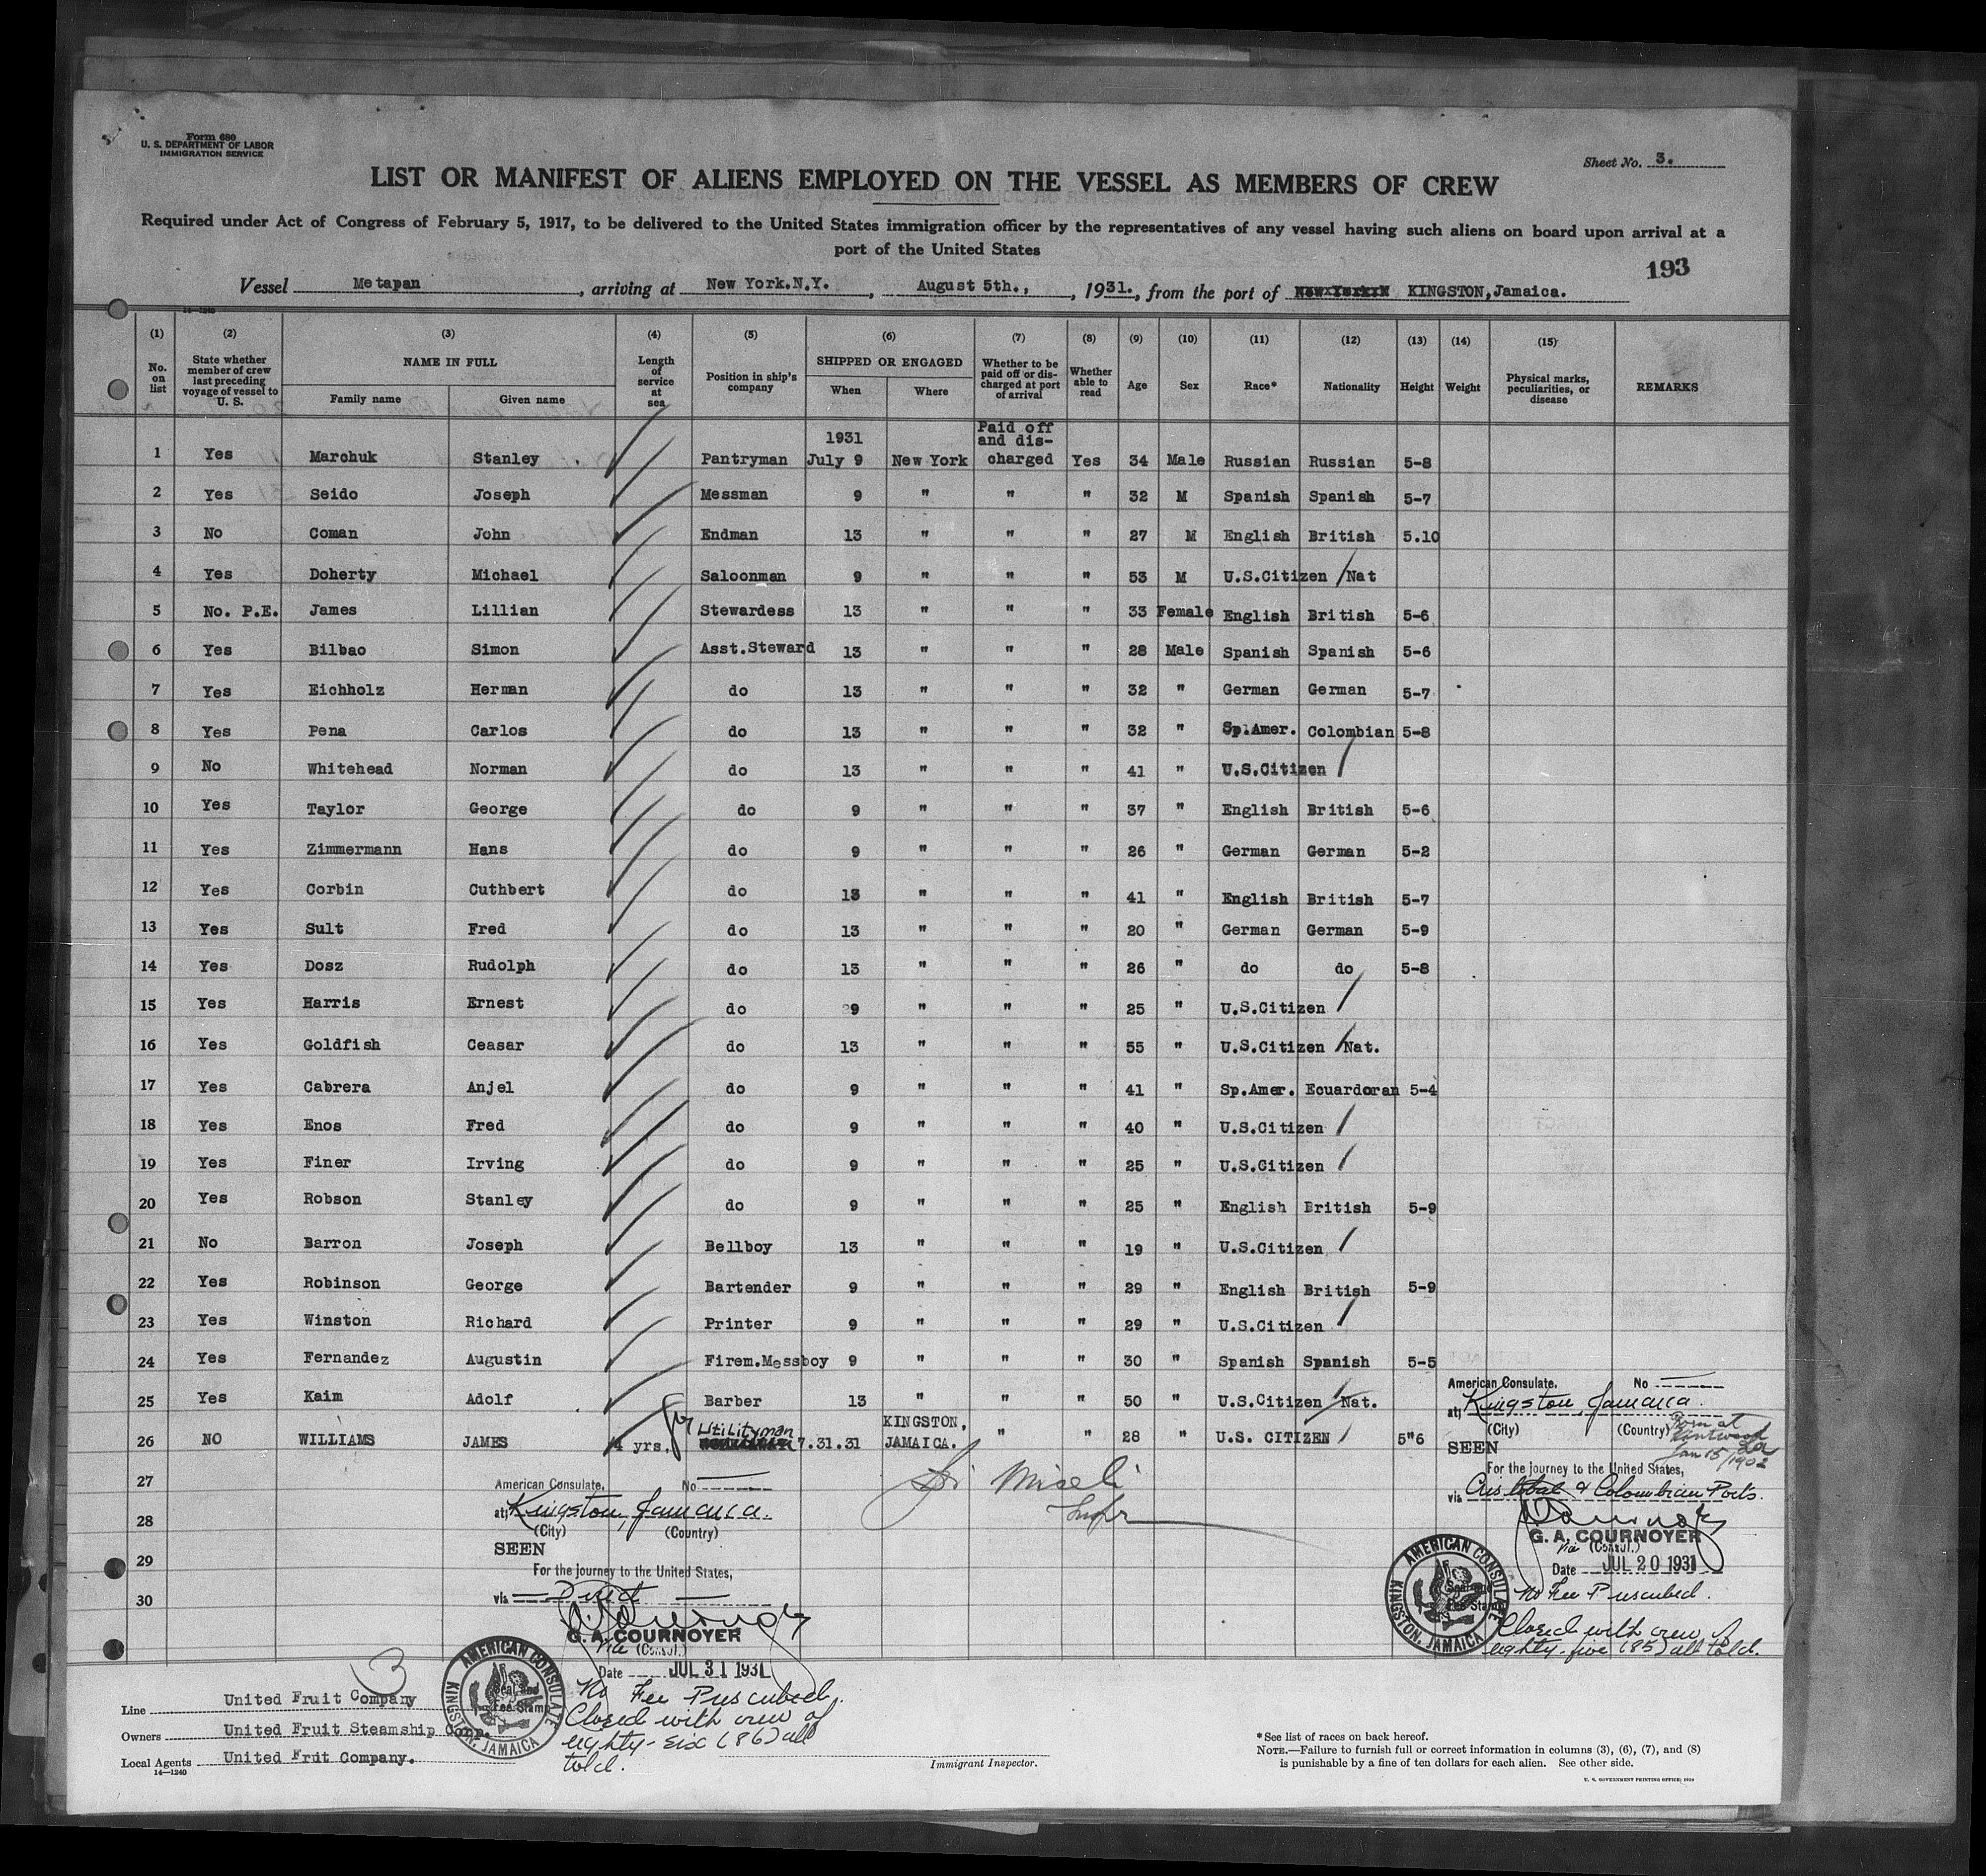 Form 680
U. S. DEPARTMENT OF LABOR
IMMIGRATION SERVICE
Sheet No. 3.
LIST OR MANIFEST OF ALIENS EMPLOYED ON THE VESSEL AS MEMBERS OF CREW
Required under Act of Congress of February 5, 1917, to be delivered to the United States immigration officer by the representatives of any vessel having such aliens on board upon arrival at a
port of the United States
193
Vessel Metapan, arriving at New York.N.Y., August 5th., 1931., from the port of KINGSTON,Jamaica.
14—1240
(1) (2) (3) (4) (5) (6) (7) (8) (9) (10) (11) (12) (13) (14) (15)
No. on list State whether member of crew last preceding voyage of vessel to U. S. NAME IN FULL Family name Given name Length of service at sea Position in ship's company SHIPPED OR ENGAGED When Where Whether to be paid off or discharged at port of arrival Whether able to read Age Sex Race* Nationality Height Weight Physical marks, peculiarities, or disease REMARKS
1931 Paid off and dis-
1 Yes Marchuk Stanley Pantryman July 9 New York charged Yes 34 Male Russian Russian 5-8
2 Yes Seido Joseph Messman 9 " " " 32 M Spanish Spanish 5-7
3 No Coman John Endman 13 " " " 27 M English British 5.10
4 Yes Doherty Michael Saloonman 9 " " " 53 M U.S.Citizen Nat
5 No. P.E. James Lillian Stewardess 13 " " " 33 Female English British 5-6
6 Yes Bilbao Simon Asst.Steward 13 " " " 28 Male Spanish Spanish 5-6
7 Yes Eichholz Herman do 13 " " " 32 " German German 5-7
8 Yes Pena Carlos do 13 " " " 32 " Sp.Amer. Colombian 5-8
9 No Whitehead Norman do 13 " " " 41 " U.S.Citizen
10 Yes Taylor George do 9 " " " 37 " English British 5-6
11 Yes Zimmermann Hans do 9 " " " 26 " German German 5-2
12 Yes Corbin Cuthbert do 13 " " " 41 " English British 5-7
13 Yes Sult Fred do 13 " " " 20 " German German 5-9
14 Yes Dosz Rudolph do 13 " " " 26 " do do 5-8
15 Yes Harris Ernest do 9 " " " 25 " U.S.Citizen
16 Yes Goldfish Ceasar do 13 " " " 55 " U.S.Citizen Nat.
17 Yes Cabrera Anjel do 9 " " " 41 " Sp.Amer. Ecuardoran 5-4
18 Yes Enos Fred do 9 " " " 40 " U.S.Citizen
19 Yes Finer Irving do 9 " " " 25 " U.S.Citizen
20 Yes Robson Stanley do 9 " " " 25 " English British 5-9
21 No Barron Joseph Bellboy 13 " " " 19 " U.S.Citizen
22 Yes Robinson George Bartender 9 " " " 29 " English British 5-9
23 Yes Winston Richard Printer 9 " " " 29 " U.S.Citizen
24 Yes Fernandez Augustin Firem.Messboy 9 " " " 30 " Spanish Spanish 5-5
25 Yes Kaim Adolf Barber 13 " " " 50 " U.S.Citizen Nat.
26 NO WILLIAMS JAMES 4 yrs. Utilityman 7.31.31 KINGSTON, JAMAICA. " " 28 " U.S. CITIZEN 5"6
27
28
29
30
American Consulate, No
at Kingston, Jamaica.
(City) (Country)
Born at
Jan 15/1902
SEEN
For the journey to the United States,
via Cristobal & Colombian Ports.
G. A. COURNOYER
Vice (Consul.)
Date JUL 20 1931
AMERICAN CONSULATE KINGSTON, JAMAICA
Seal and Fee Stamp
No Fee Prescribed.
Closed with crew of
eighty-five (85) all told.
American Consulate, No
at Kingston, Jamaica.
(City) (Country)
SEEN
For the journey to the United States,
via Direct
G. A. COURNOYER
Vice (Consul.)
Date JUL 31 1931
AMERICAN CONSULATE KINGSTON, JAMAICA
Seal and Fee Stamp
No Fee Prescribed.
Closed with crew of
eighty-six (86) all
told.
3
Line United Fruit Company
Owners United Fruit Steamship Corp.
Local Agents United Fruit Company.
14—1240
Immigrant Inspector.
*See list of races on back hereof.
NOTE.—Failure to furnish full or correct information in columns (3), (6), (7), and (8)
is punishable by a fine of ten dollars for each alien. See other side.